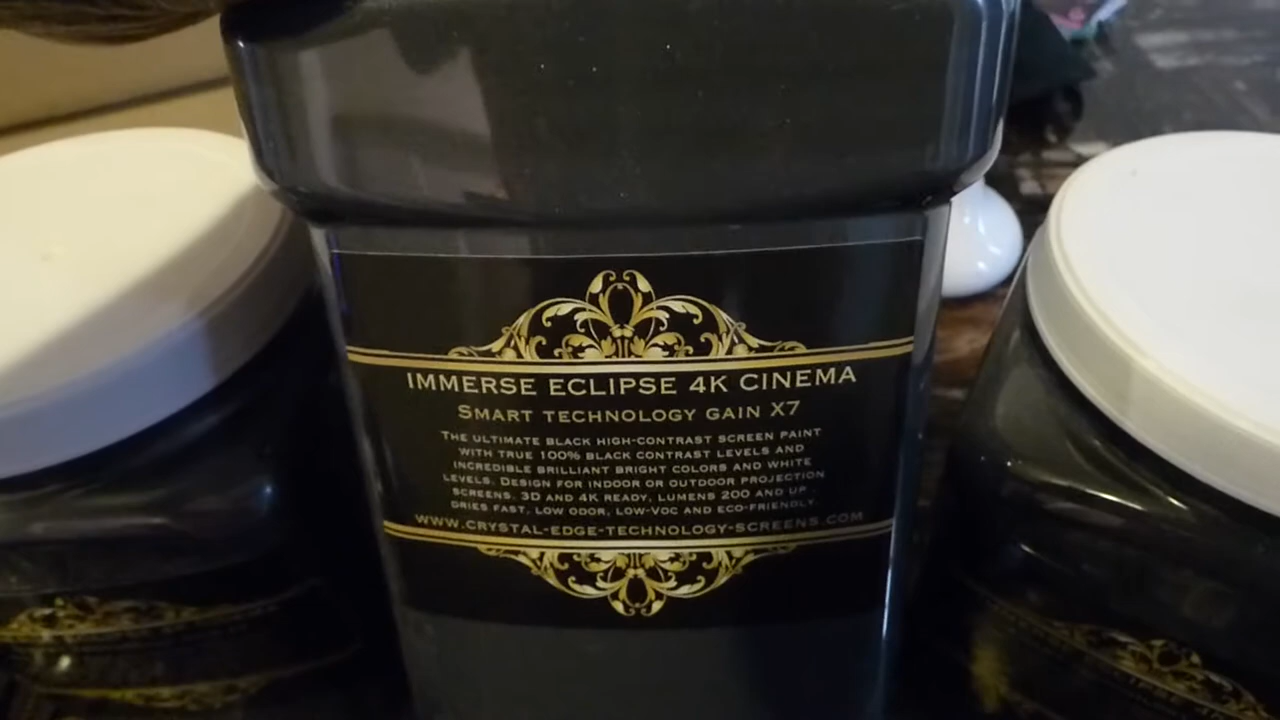 IMMERSE ECLIPSE 4K CINEMA
SMART TECHNOLOGY GAIN X7
THE ULTIMATE BLACK HIGH-CONTRAST SCREEN PAINT
WITH TRUE 100% BLACK CONTRAST LEVELS AND
INCREDIBLE BRILLIANT BRIGHT COLORS AND WHITE
LEVELS. DESIGN FOR INDOOR OR OUTDOOR PROJECTION
SCREENS. 3D AND 4K READY, LUMENS 200 AND UP.
DRIES FAST, LOW ODOR, LOW-VOC AND ECO-FRIENDLY.
WWW.CRYSTAL-EDGE-TECHNOLOGY-SCREENS.COM